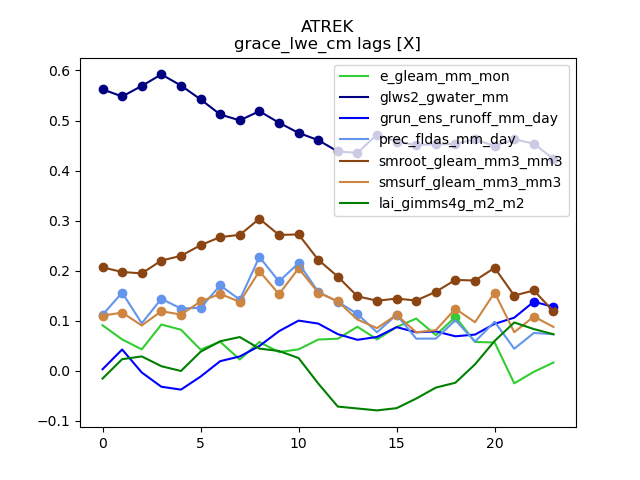 ATREK
grace_lwe_cm lags [X]
0.6
0.5
0.4
0.3
0.2
0.1
0.0
−0.1
0
5
10
15
20
e_gleam_mm_mon
glws2_gwater_mm
grun_ens_runoff_mm_day
prec_fldas_mm_day
smroot_gleam_mm3_mm3
smsurf_gleam_mm3_mm3
lai_gimms4g_m2_m2